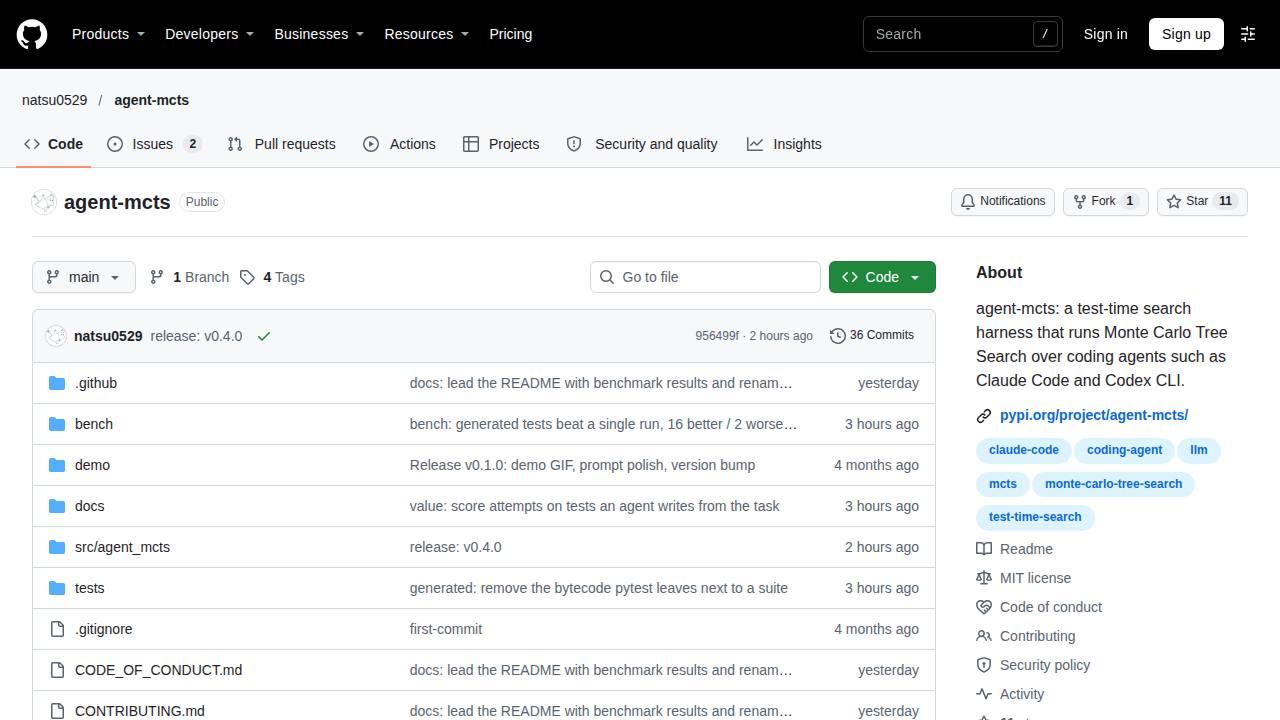 Products Developers Businesses Resources Pricing Search / Sign in Sign up
natsu0529 / agent-mcts
Code Issues 2 Pull requests Actions Projects Security and quality Insights
agent-mcts Public Notifications Fork 1 Star 11
main 1 Branch 4 Tags Go to file Code
natsu0529 release: v0.4.0 956499f · 2 hours ago 36 Commits
.github docs: lead the README with benchmark results and renam… yesterday
bench bench: generated tests beat a single run, 16 better / 2 worse… 3 hours ago
demo Release v0.1.0: demo GIF, prompt polish, version bump 4 months ago
docs value: score attempts on tests an agent writes from the task 3 hours ago
src/agent_mcts release: v0.4.0 2 hours ago
tests generated: remove the bytecode pytest leaves next to a suite 3 hours ago
.gitignore first-commit 4 months ago
CODE_OF_CONDUCT.md docs: lead the README with benchmark results and renam… yesterday
CONTRIBUTING.md docs: lead the README with benchmark results and renam… yesterday
About
agent-mcts: a test-time search
harness that runs Monte Carlo Tree
Search over coding agents such as
Claude Code and Codex CLI.
pypi.org/project/agent-mcts/
claude-code coding-agent llm
mcts monte-carlo-tree-search
test-time-search
Readme
MIT license
Code of conduct
Contributing
Security policy
Activity